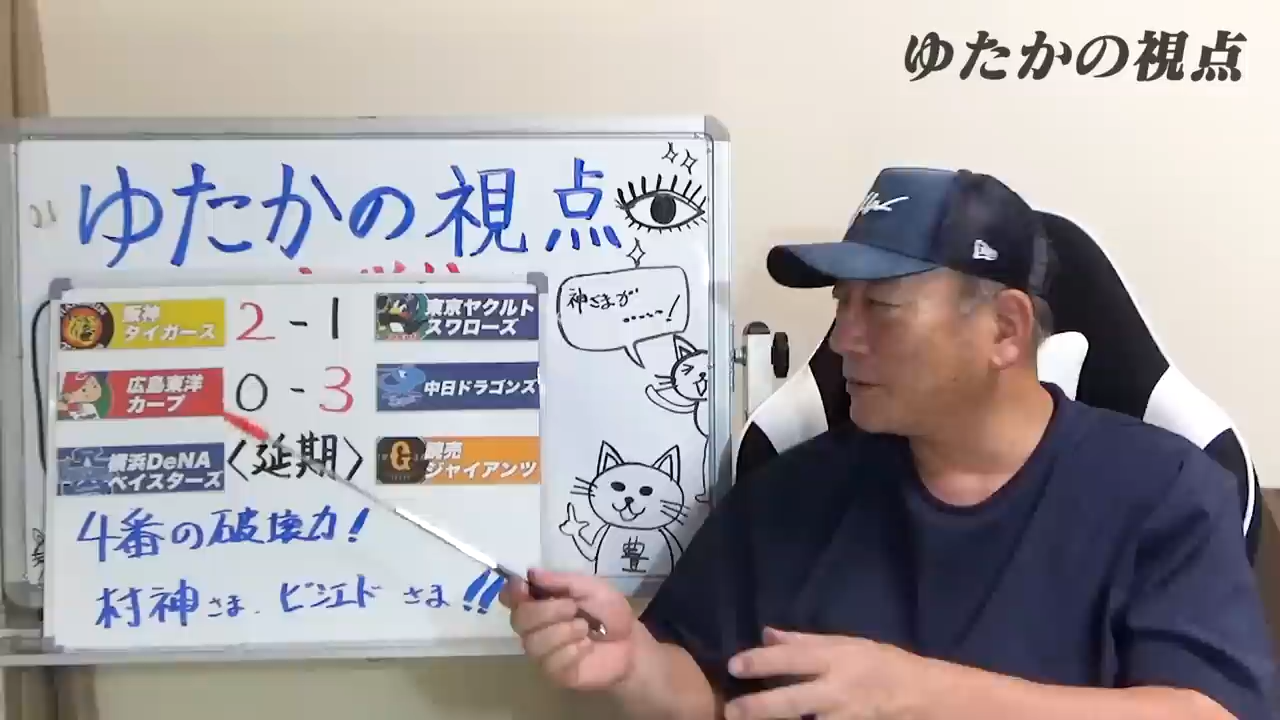 ゆたかの視点
ゆたかの視点
神さまが
……!
阪神
タイガース
2 - 1
東京ヤクルト
スワローズ
広島東洋
カープ
0 - 3
中日ドラゴンズ
横浜DeNA
ベイスターズ
〈延期〉
読売
ジャイアンツ
4番の破壊力!
村神さま、ビシエドさま!!
豊